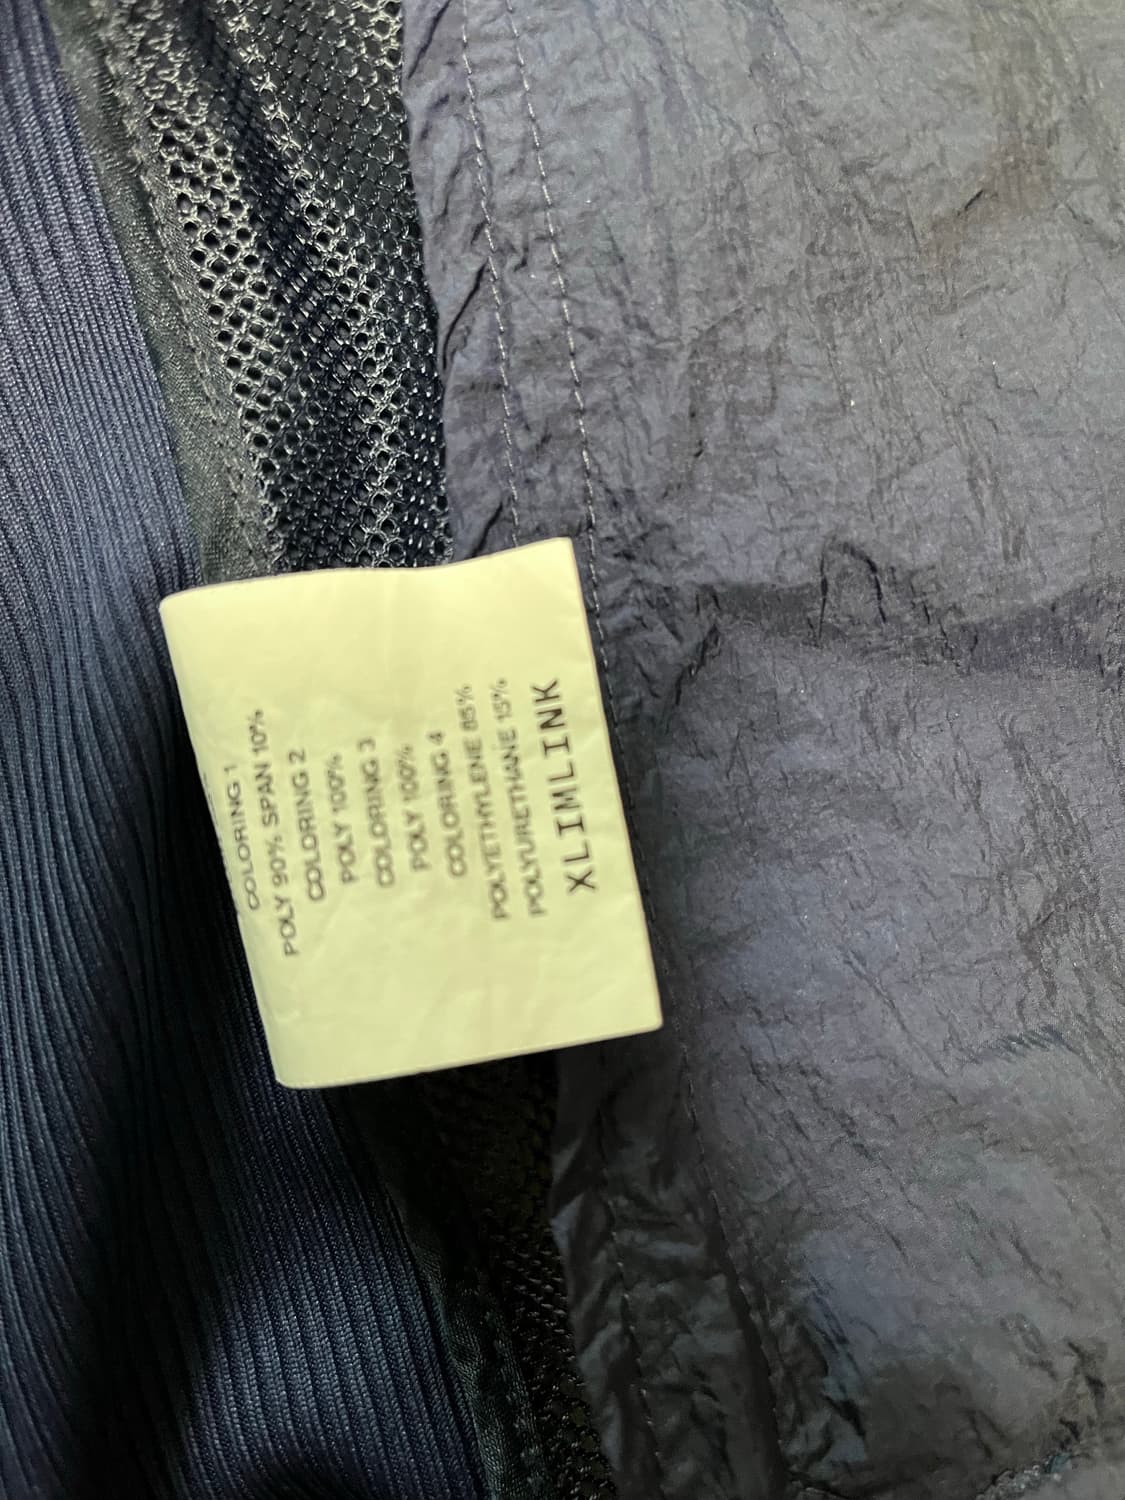 COLORING 1
POLY 90% SPAN 10%
COLORING 2
POLY 100%
COLORING 3
POLY 100%
COLORING 4
POLYETHYLENE 85%
POLYURETHANE 15%
XLIMLINK